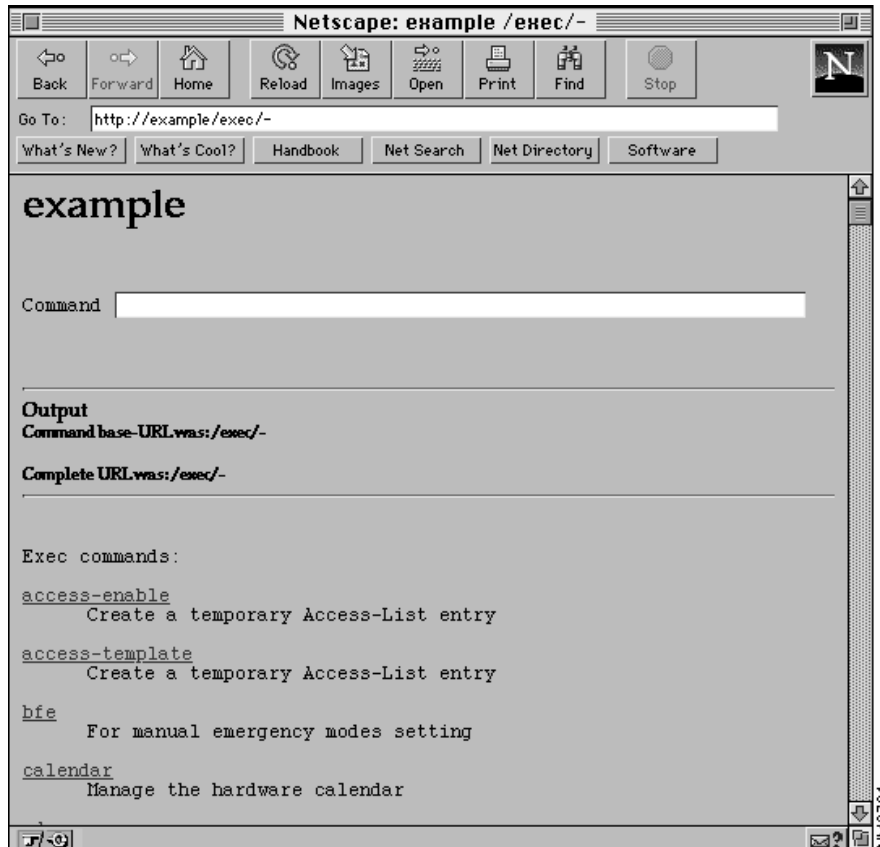 Netscape: example /exec/-
Back Forward Home Reload Images Open Print Find Stop
N
Go To: http://example/exec/-
What's New? What's Cool? Handbook Net Search Net Directory Software
example
Command
Output
Command base-URL was: /exec/-
Complete URL was: /exec/-
Exec commands:
access-enable
Create a temporary Access-List entry
access-template
Create a temporary Access-List entry
bfe
For manual emergency modes setting
calendar
Manage the hardware calendar